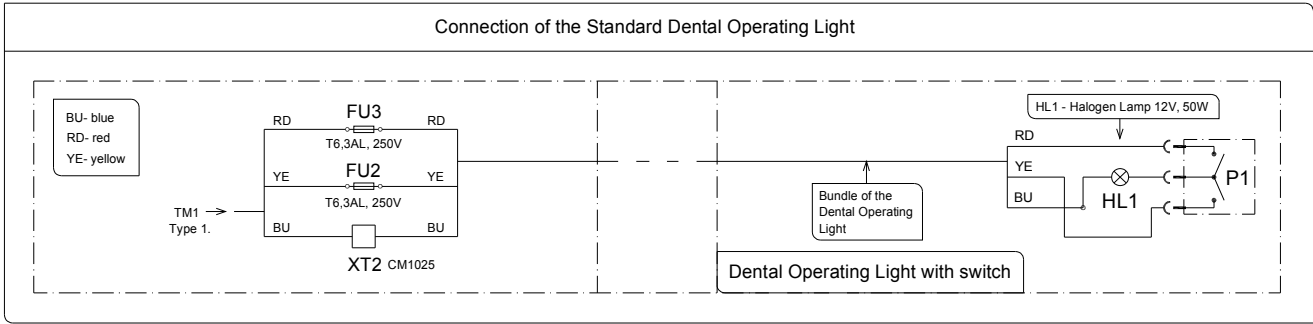 Connection of the Standard Dental Operating Light
BU- blue
RD- red
YE- yellow
FU3
RD
RD
T6,3AL, 250V
FU2
YE
YE
T6,3AL, 250V
TM1
Type 1.
BU
BU
XT2 CM1025
HL1 - Halogen Lamp 12V, 50W
RD
YE
BU
HL1
P1
Bundle of the
Dental Operating
Light
Dental Operating Light with switch